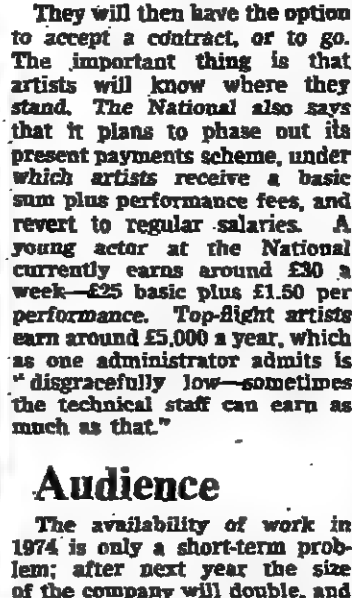 They will then have the option
to accept a contract, or to go.
The important thing is that
artists will know where they
stand. The National also says
that it plans to phase out its
present payments scheme, under
which artists receive a basic
sum plus performance fees, and
revert to regular salaries. A
young actor at the National
currently earns around £30 a
week—£25 basic plus £1.50 per
performance. Top-flight artists
earn around £5,000 a year, which
as one administrator admits is
“ disgracefully low—sometimes
the technical staff can earn as
much as that.”
Audience
The availability of work in
1974 is only a short-term prob-
lem; after next year the size
of the company will double, and